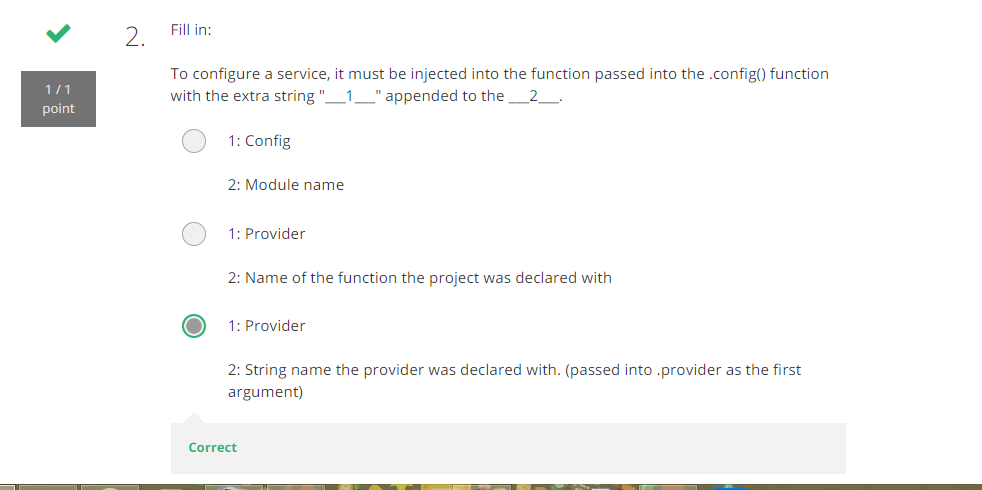 2.
Fill in:
1 / 1
point
To configure a service, it must be injected into the function passed into the .config() function
with the extra string "___1___" appended to the ___2___.
1: Config
2: Module name
1: Provider
2: Name of the function the project was declared with
1: Provider
2: String name the provider was declared with. (passed into .provider as the first
argument)
Correct